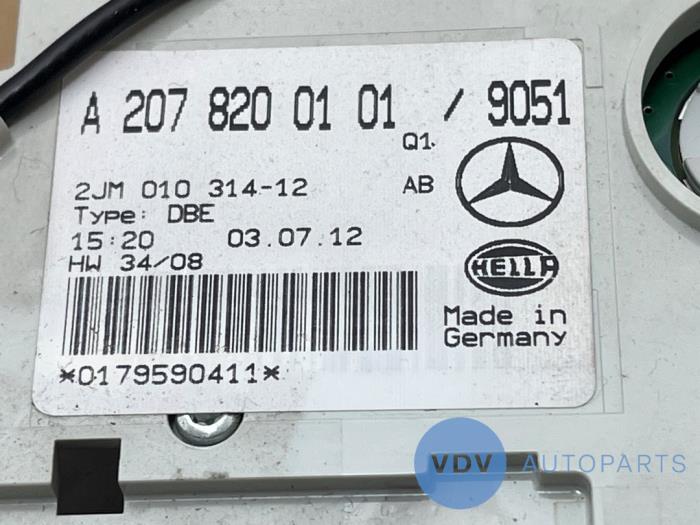 A 207 820 01 01 / 9051
Q1.
2JM 010 314-12 AB
Type: DBE
15:20 03.07.12
HW 34/08
HELLA
Made in
Germany
*0179590411*
VDV AUTOPARTS